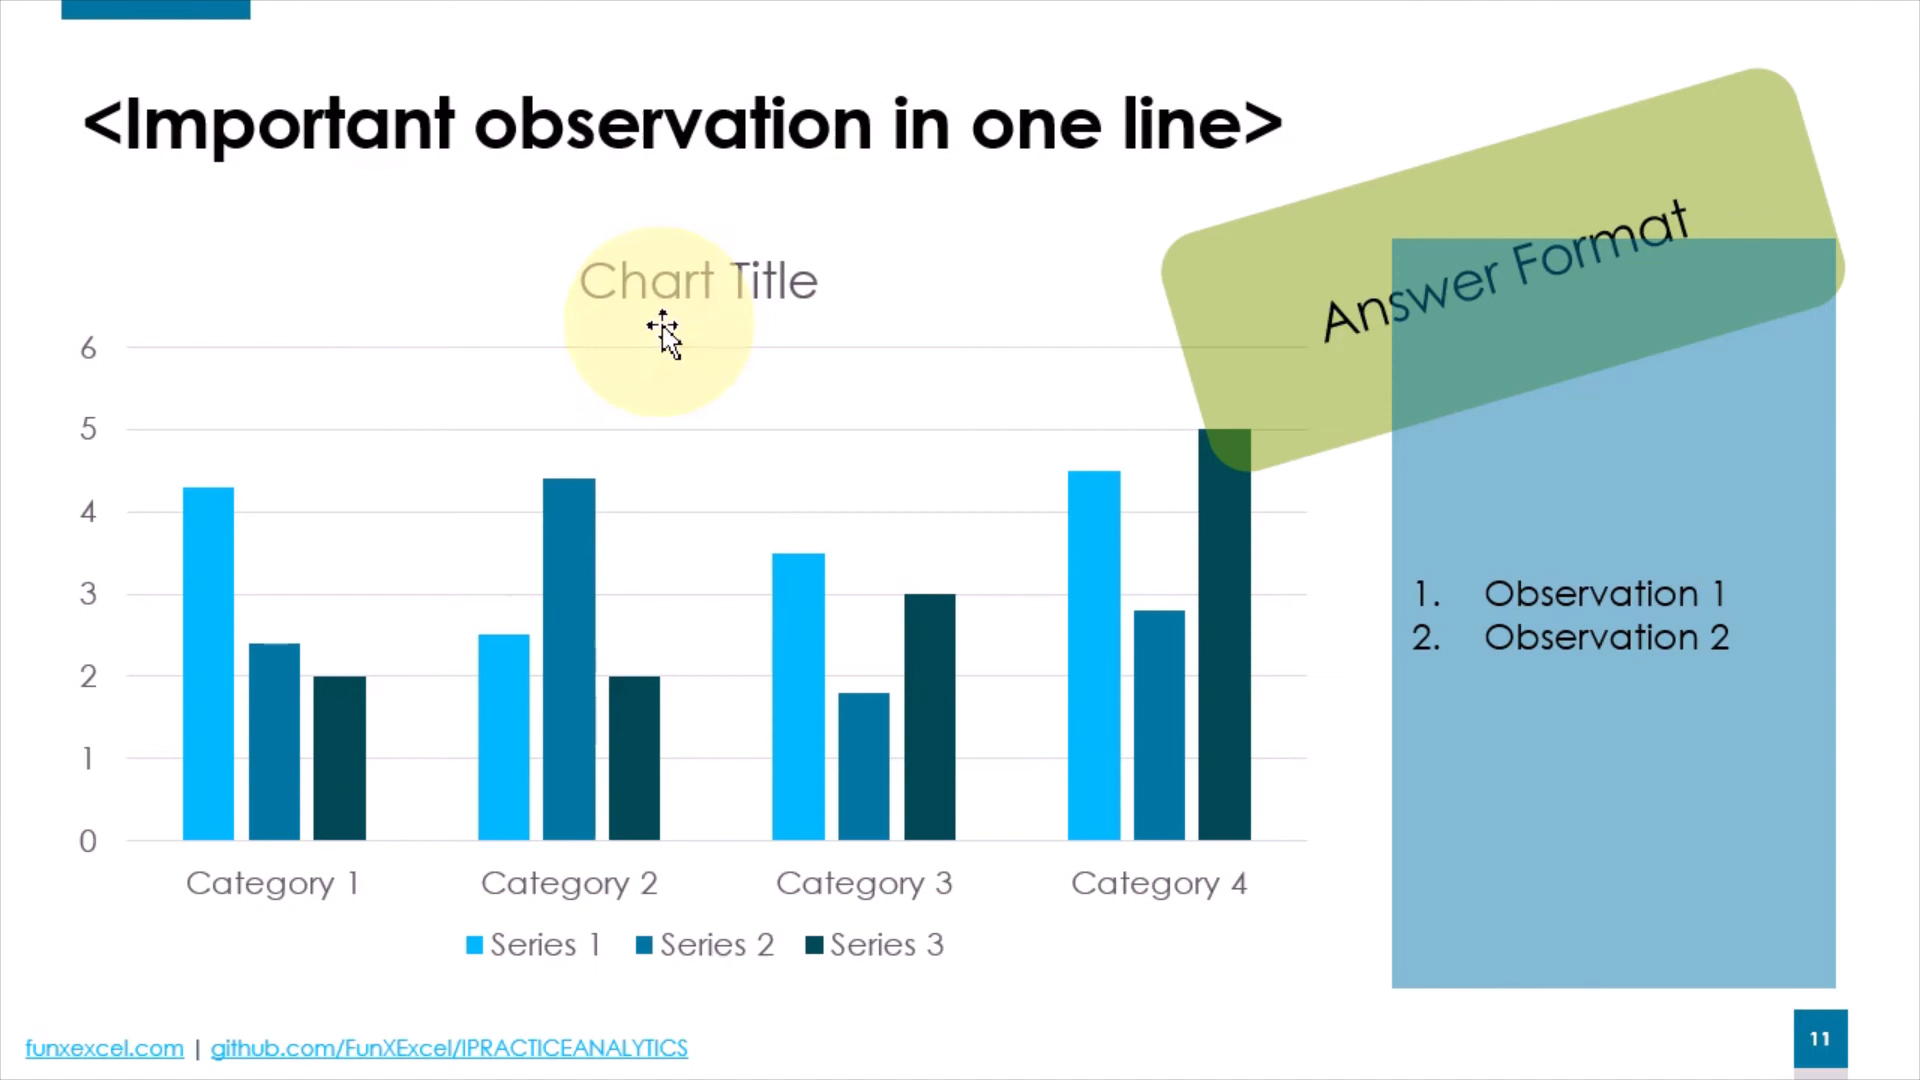 <Important observation in one line>
Answer Format
Chart Title
6
5
4
3
2
1
0
Category 1
Category 2
Category 3
Category 4
Series 1
Series 2
Series 3
1. Observation 1
2. Observation 2
funxexcel.com | github.com/FunXExcel/IPRACTICEANALYTICS
11